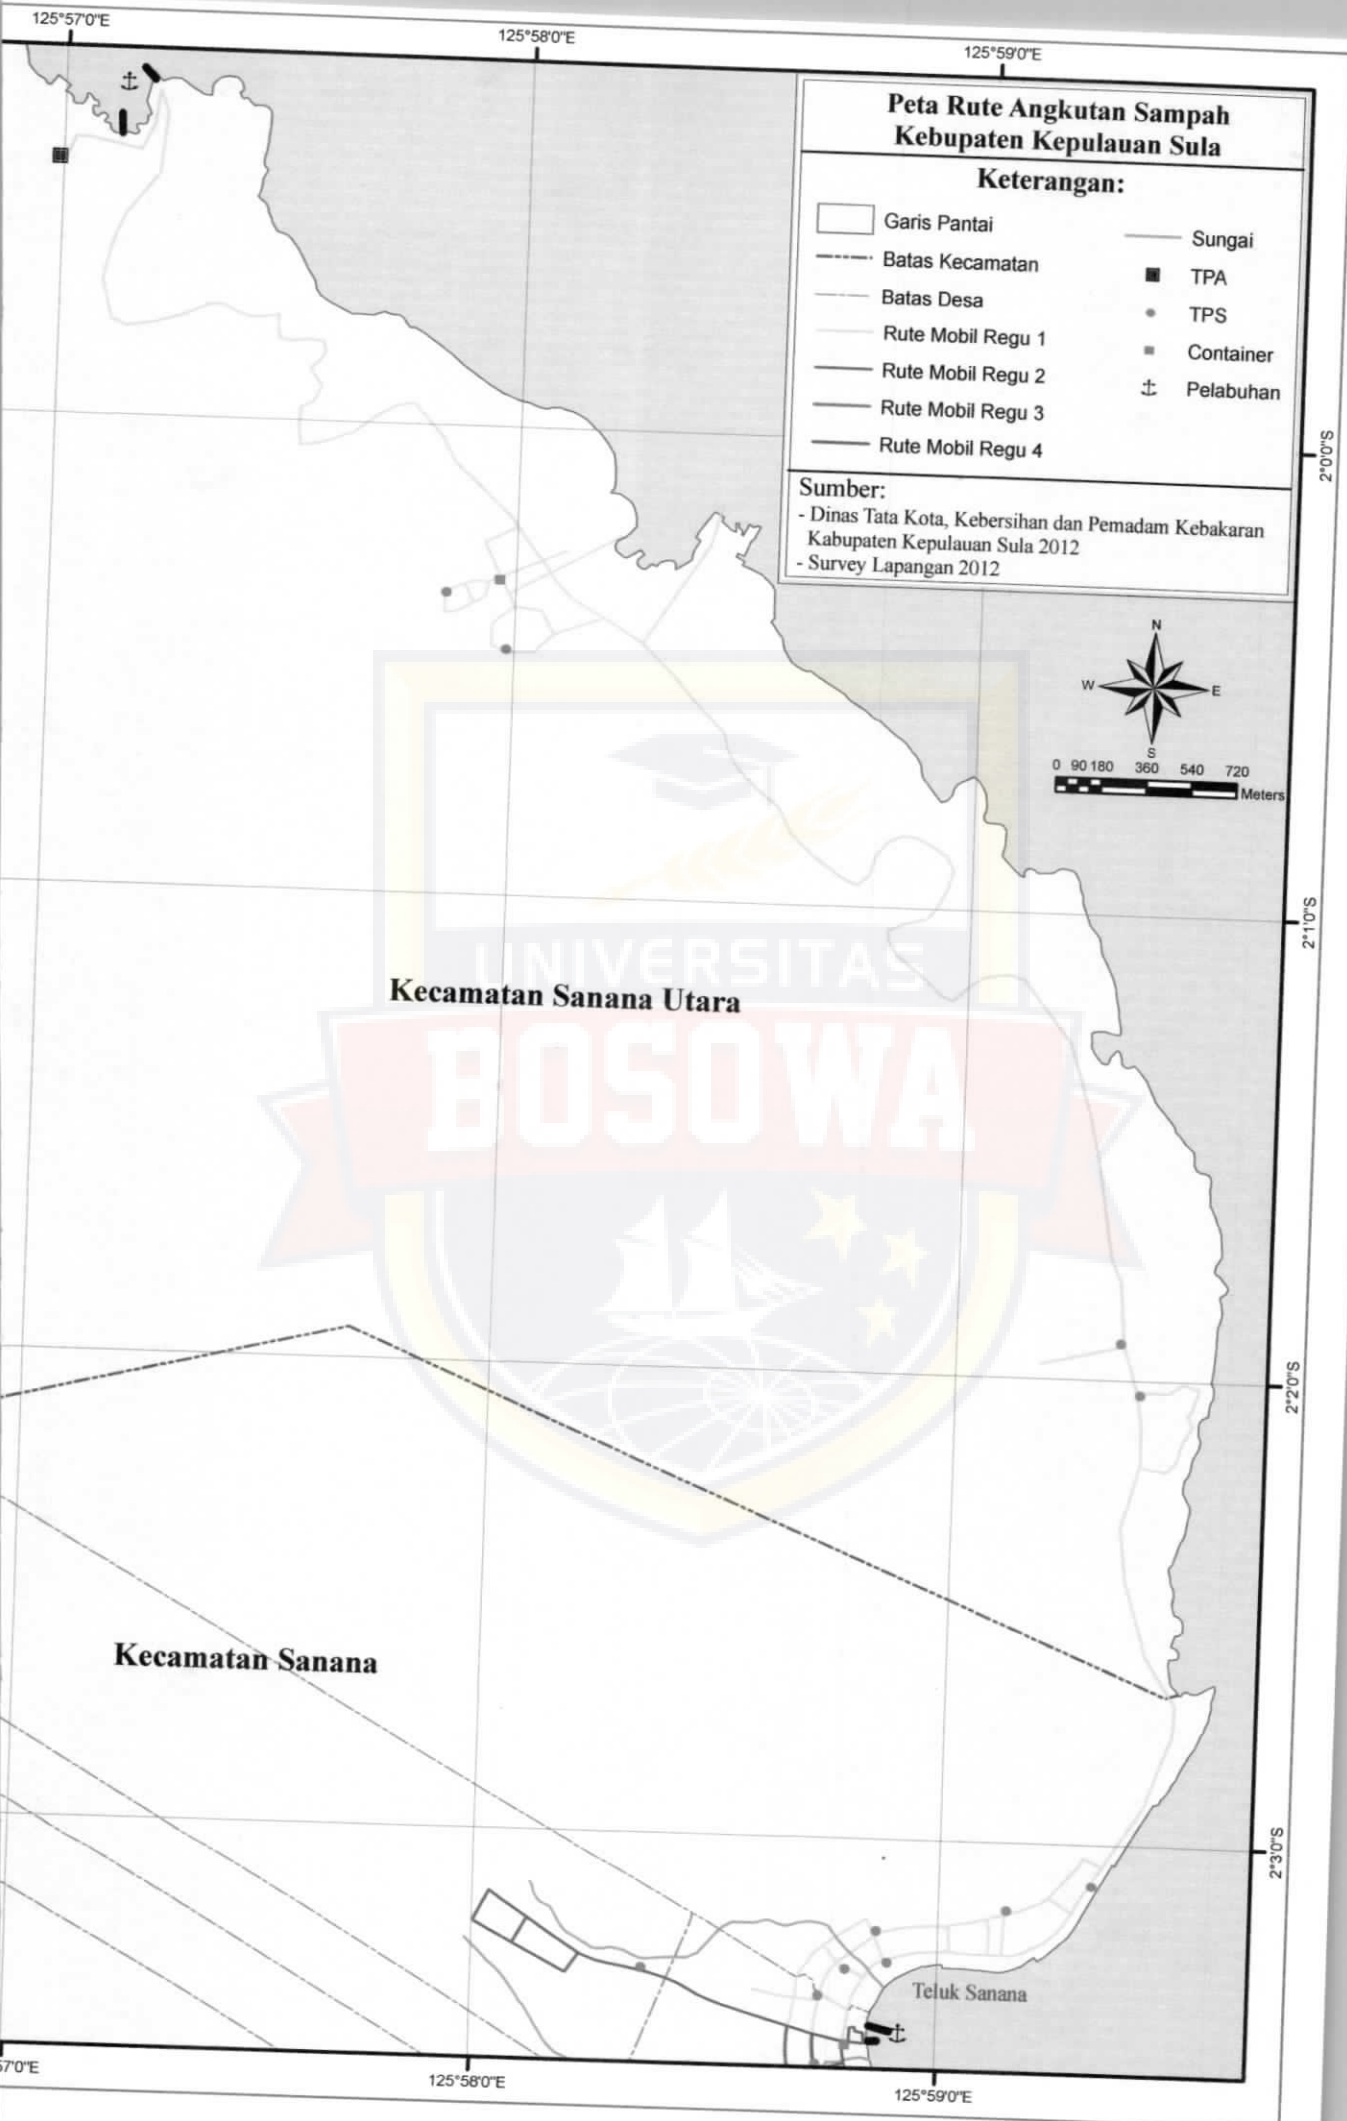 125°57'0"E
125°58'0"E
125°59'0"E
Peta Rute Angkutan Sampah
Kebupaten Kepulauan Sula
Keterangan:
Garis Pantai
Batas Kecamatan
Batas Desa
Rute Mobil Regu 1
Rute Mobil Regu 2
Rute Mobil Regu 3
Rute Mobil Regu 4
Sungai
TPA
TPS
Container
Pelabuhan
Sumber:
- Dinas Tata Kota, Kebersihan dan Pemadam Kebakaran
Kabupaten Kepulauan Sula 2012
- Survey Lapangan 2012
2°0'0"S
N
W
E
S
0 90 180 360 540 720
Meters
2°1'0"S
UNIVERSITAS
Kecamatan Sanana Utara
BOSOWA
2°2'0"S
Kecamatan Sanana
2°3'0"S
Teluk Sanana
57'0"E
125°58'0"E
125°59'0"E